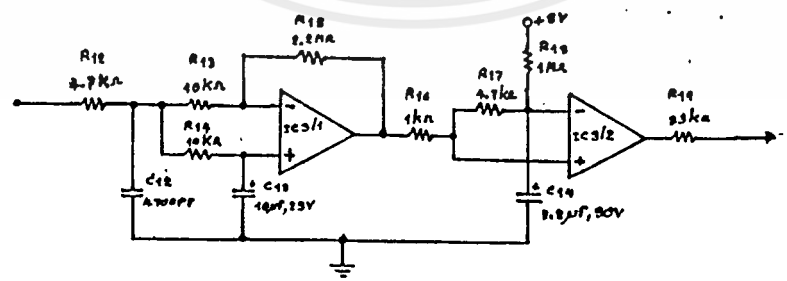 +8V
R15
2.2MΩ
R18
1MΩ
R12
4.7kΩ
R13
10kΩ
R17
4.7kΩ
R16
1kΩ
R19
33kΩ
R14
10kΩ
-
+
IC3/1
-
+
IC3/2
C12
4700PF
C13
+
10µF, 25V
+
C14
2.2µF, 50V